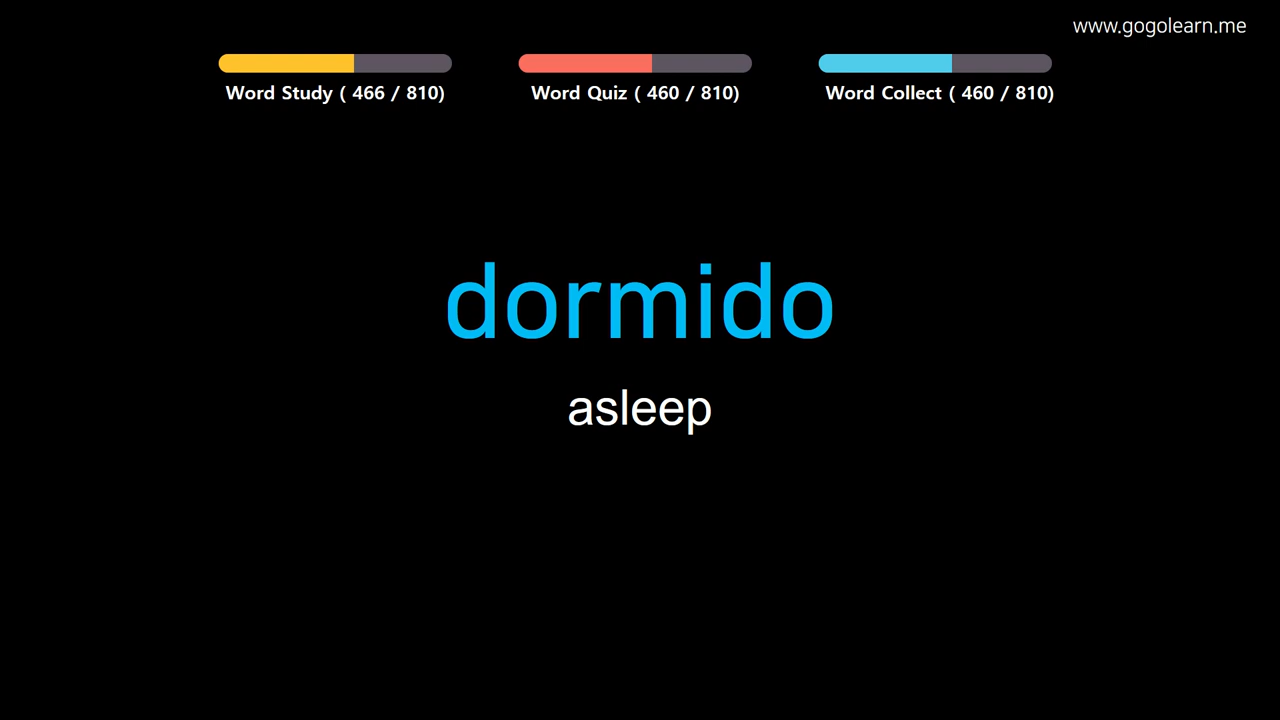 www.gogolearn.me
Word Study ( 466 / 810)
Word Quiz ( 460 / 810)
Word Collect ( 460 / 810)
dormido
asleep